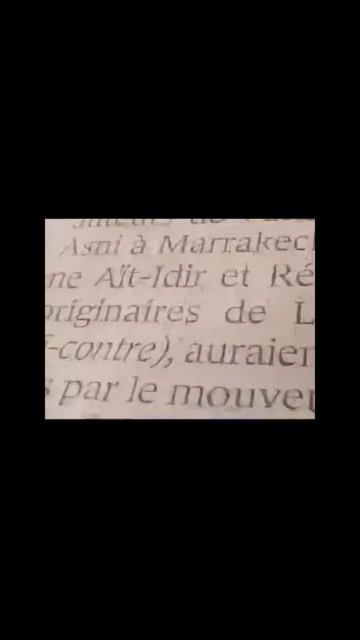 Asni à Marrakec
ne Aït-Idir et Ré
originaires de L
-contre), auraien
s par le mouve